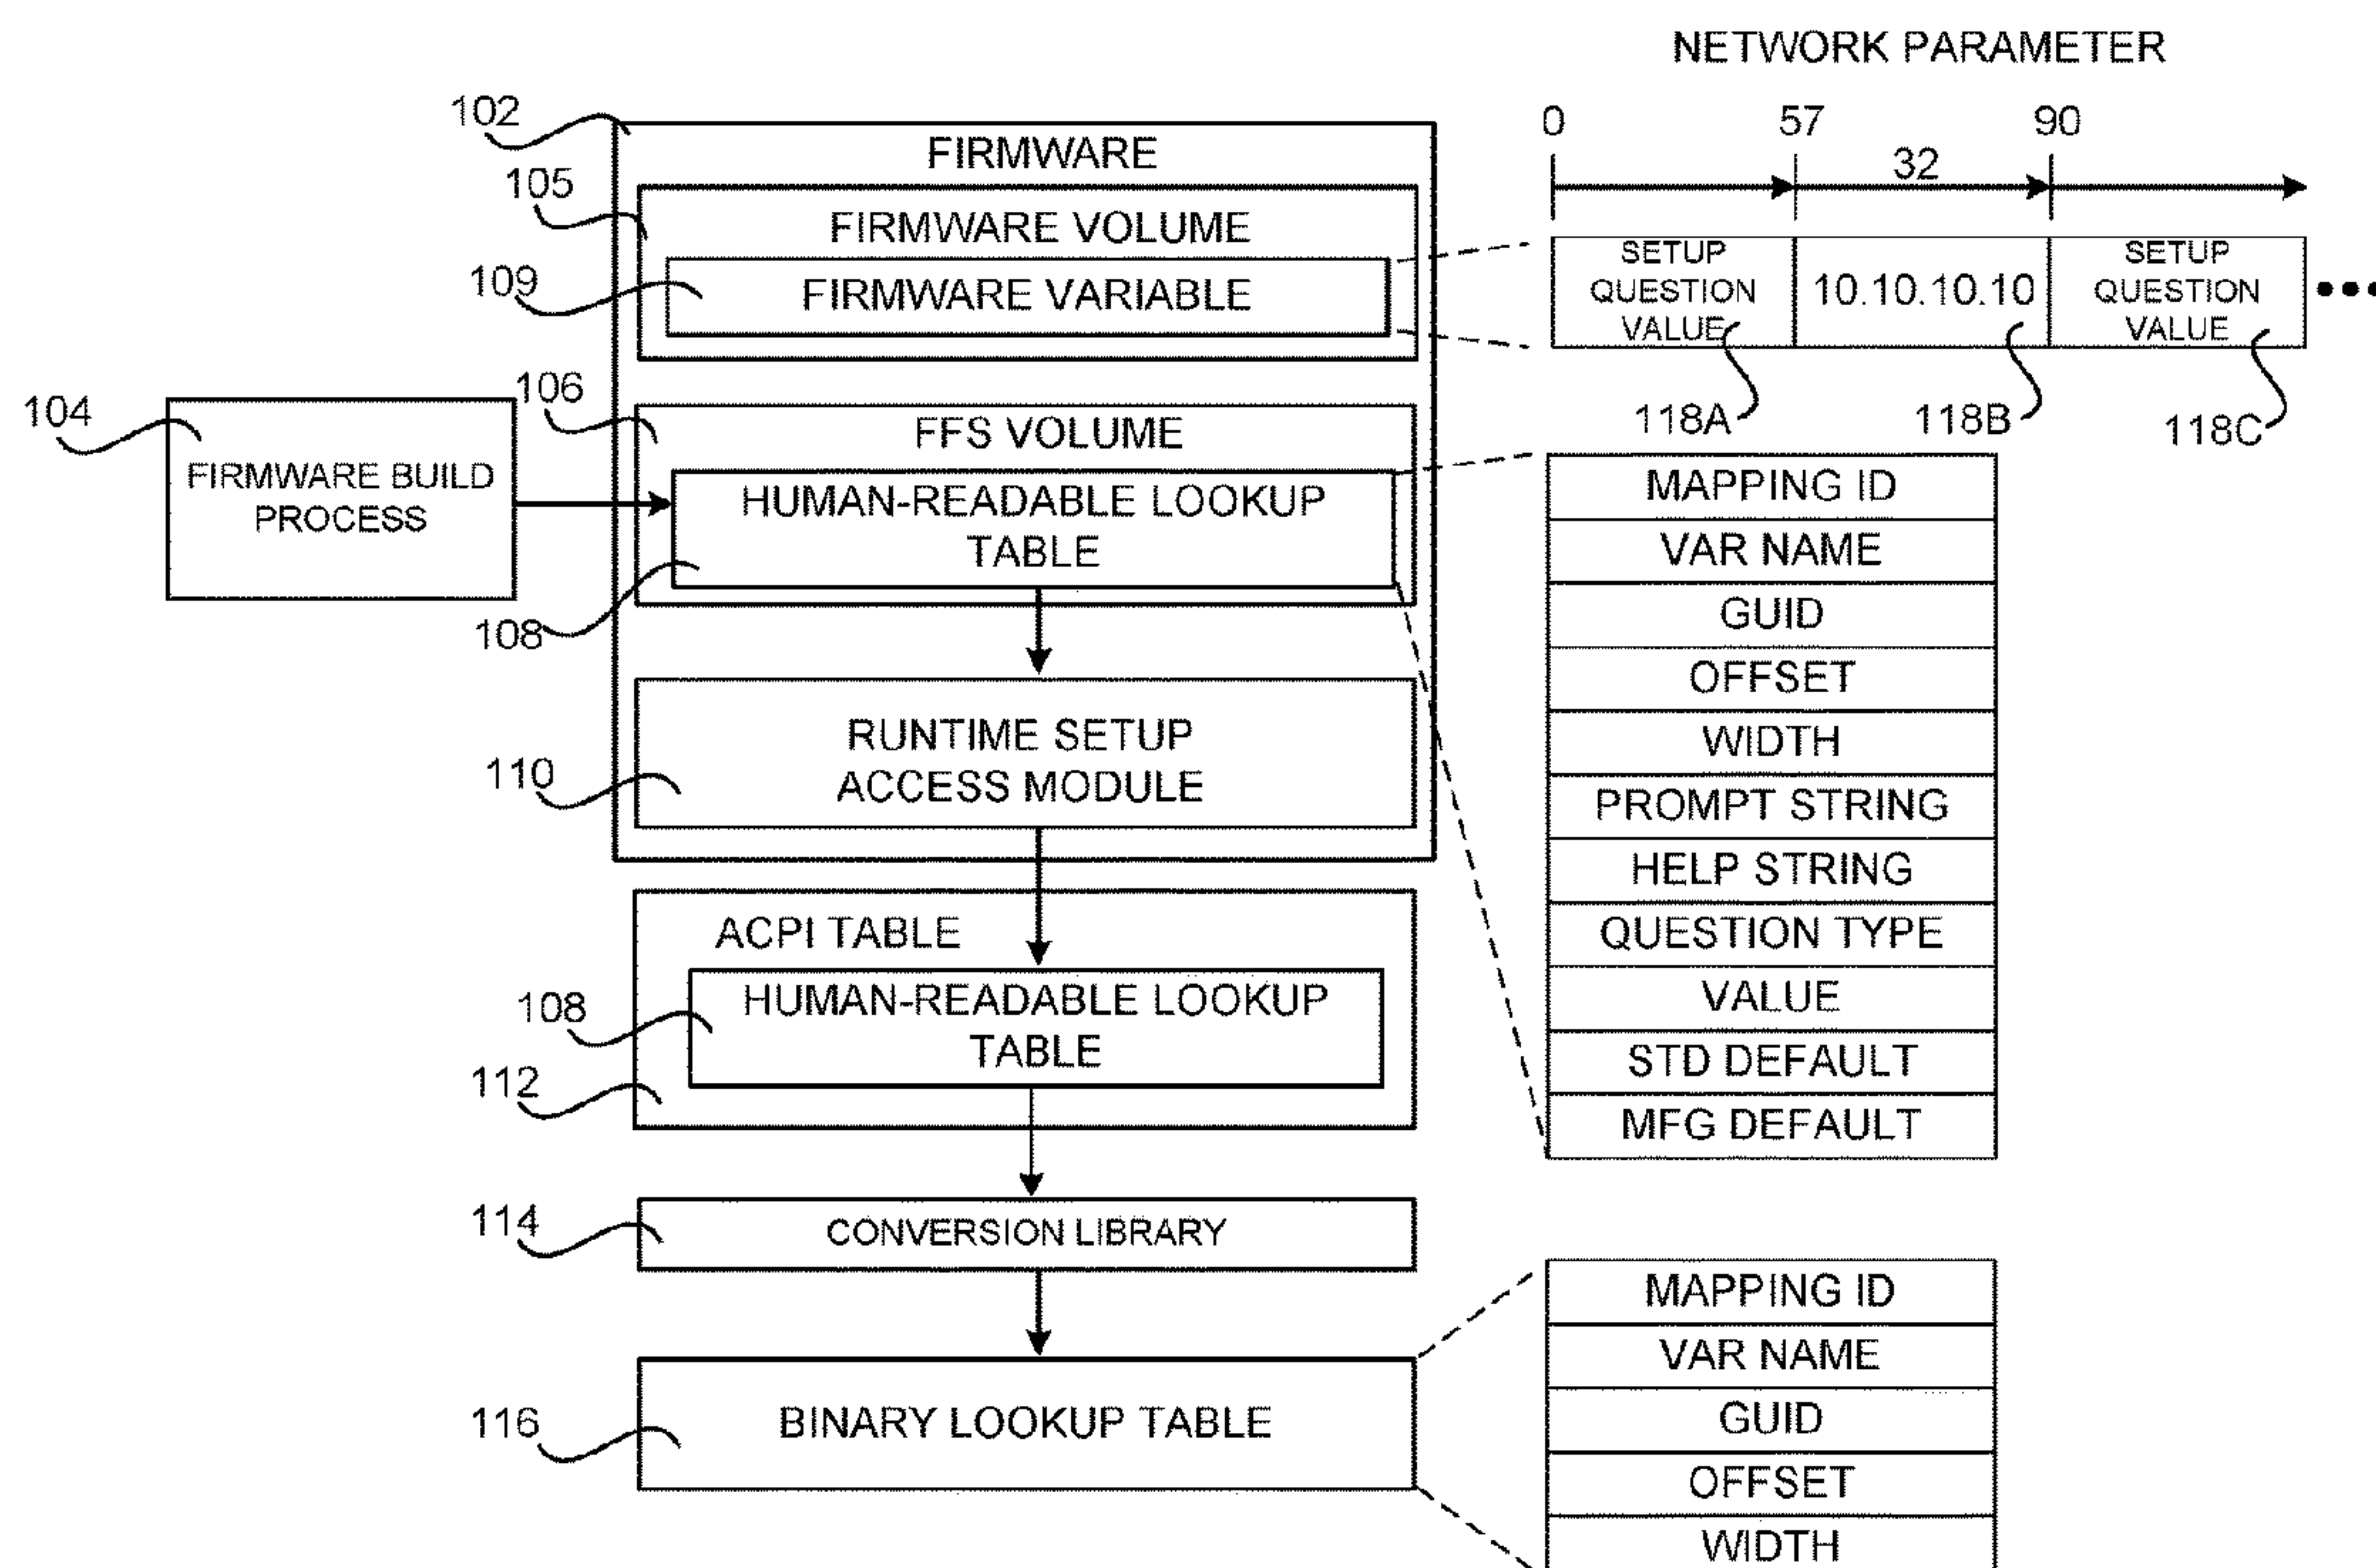 NETWORK PARAMETER
0 57 90
32
102
FIRMWARE
105
FIRMWARE VOLUME
109
FIRMWARE VARIABLE
SETUP
QUESTION
VALUE
10.10.10.10
SETUP
QUESTION
VALUE
118A
118B
118C
104
FIRMWARE BUILD
PROCESS
106
FFS VOLUME
HUMAN-READABLE LOOKUP
TABLE
108
110
RUNTIME SETUP
ACCESS MODULE
ACPI TABLE
108
HUMAN-READABLE LOOKUP
TABLE
112
114
CONVERSION LIBRARY
116
BINARY LOOKUP TABLE
MAPPING ID
VAR NAME
GUID
OFFSET
WIDTH
PROMPT STRING
HELP STRING
QUESTION TYPE
VALUE
STD DEFAULT
MFG DEFAULT
MAPPING ID
VAR NAME
GUID
OFFSET
WIDTH